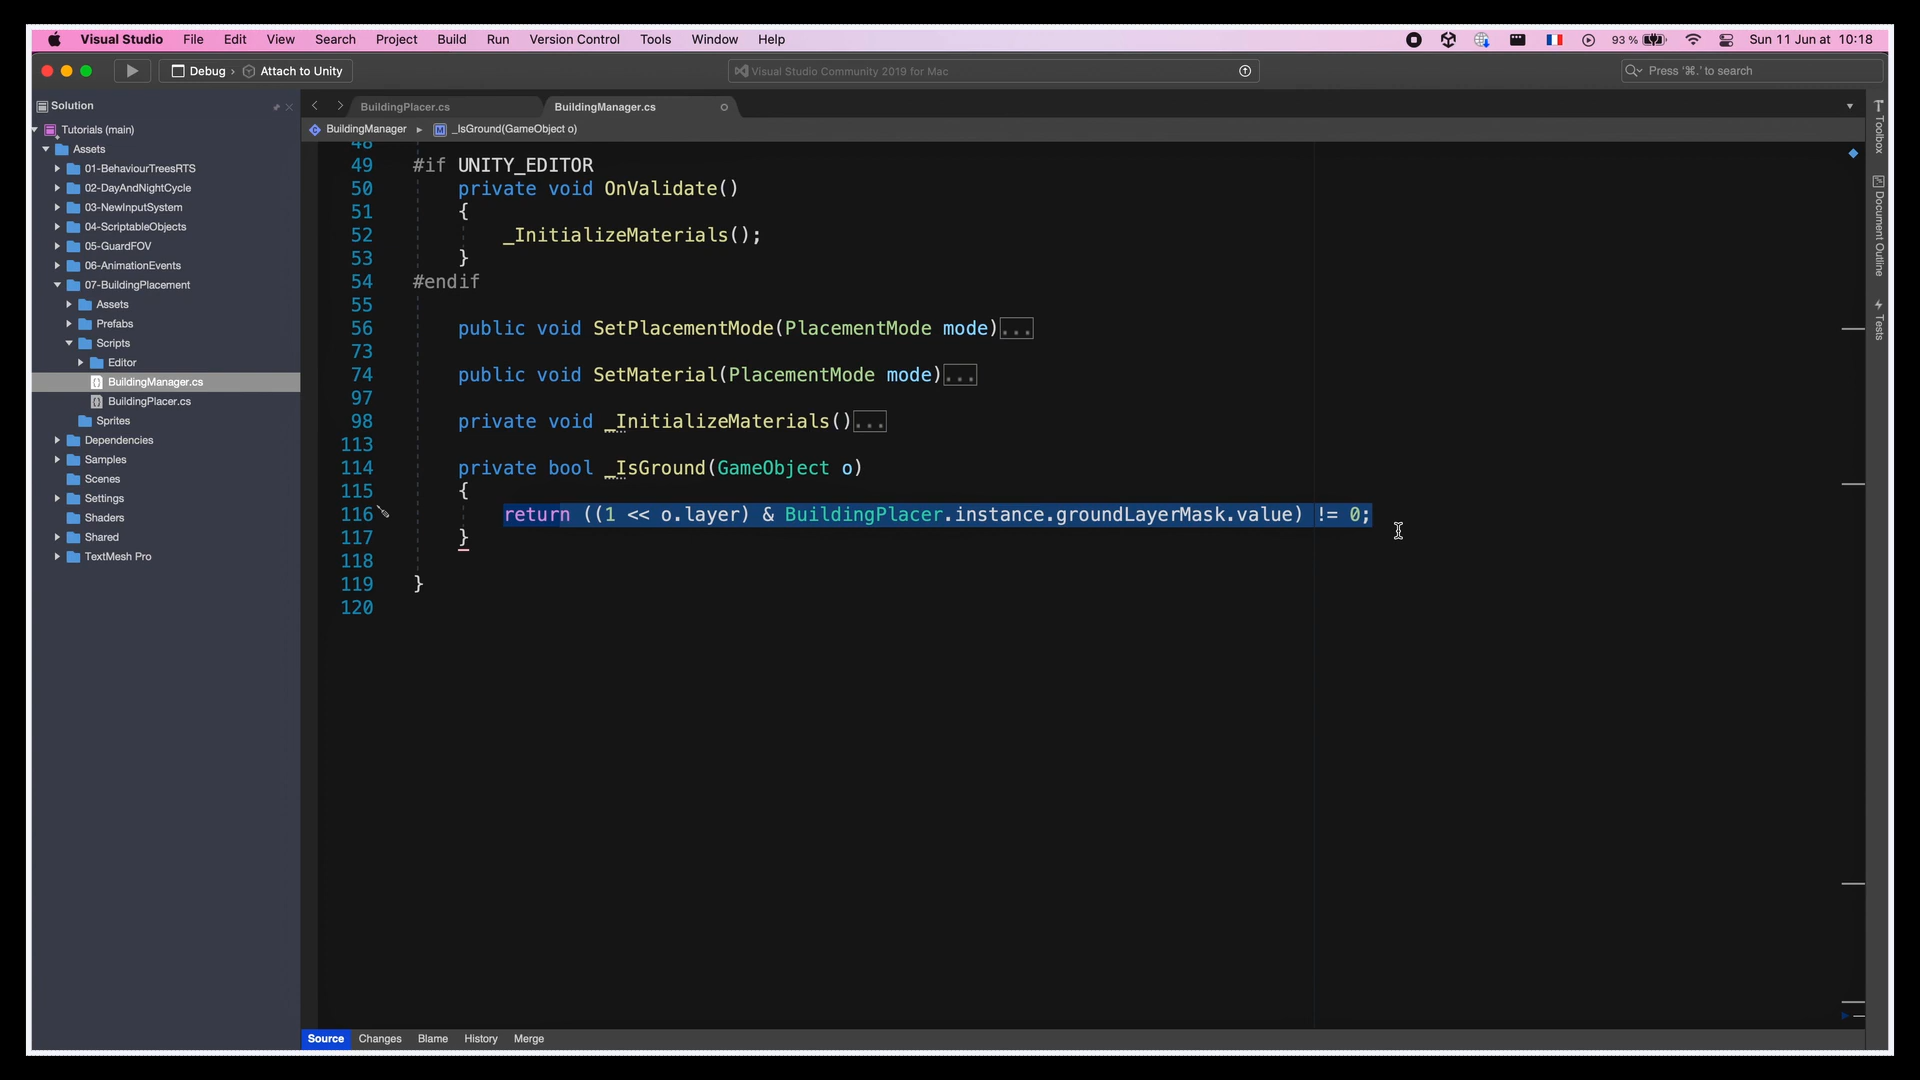 Visual Studio File Edit View Search Project Build Run Version Control Tools Window Help 93 % Sun 11 Jun at 10:18
Debug › Attach to Unity Visual Studio Community 2019 for Mac Press '⌘.' to search
Solution
Tutorials (main)
Assets
01-BehaviourTreesRTS
02-DayAndNightCycle
03-NewInputSystem
04-ScriptableObjects
05-GuardFOV
06-AnimationEvents
07-BuildingPlacement
Assets
Prefabs
Scripts
Editor
BuildingManager.cs
BuildingPlacer.cs
Sprites
Dependencies
Samples
Scenes
Settings
Shaders
Shared
TextMesh Pro
BuildingPlacer.cs BuildingManager.cs
BuildingManager _IsGround(GameObject o)
48
49 #if UNITY_EDITOR
50 private void OnValidate()
51 {
52 _InitializeMaterials();
53 }
54 #endif
55
56 public void SetPlacementMode(PlacementMode mode)...
73
74 public void SetMaterial(PlacementMode mode)...
97
98 private void _InitializeMaterials()...
113
114 private bool _IsGround(GameObject o)
115 {
116 return ((1 << o.layer) & BuildingPlacer.instance.groundLayerMask.value) != 0;
117 }
118
119 }
120
Source Changes Blame History Merge
Toolbox
Document Outline
Tests